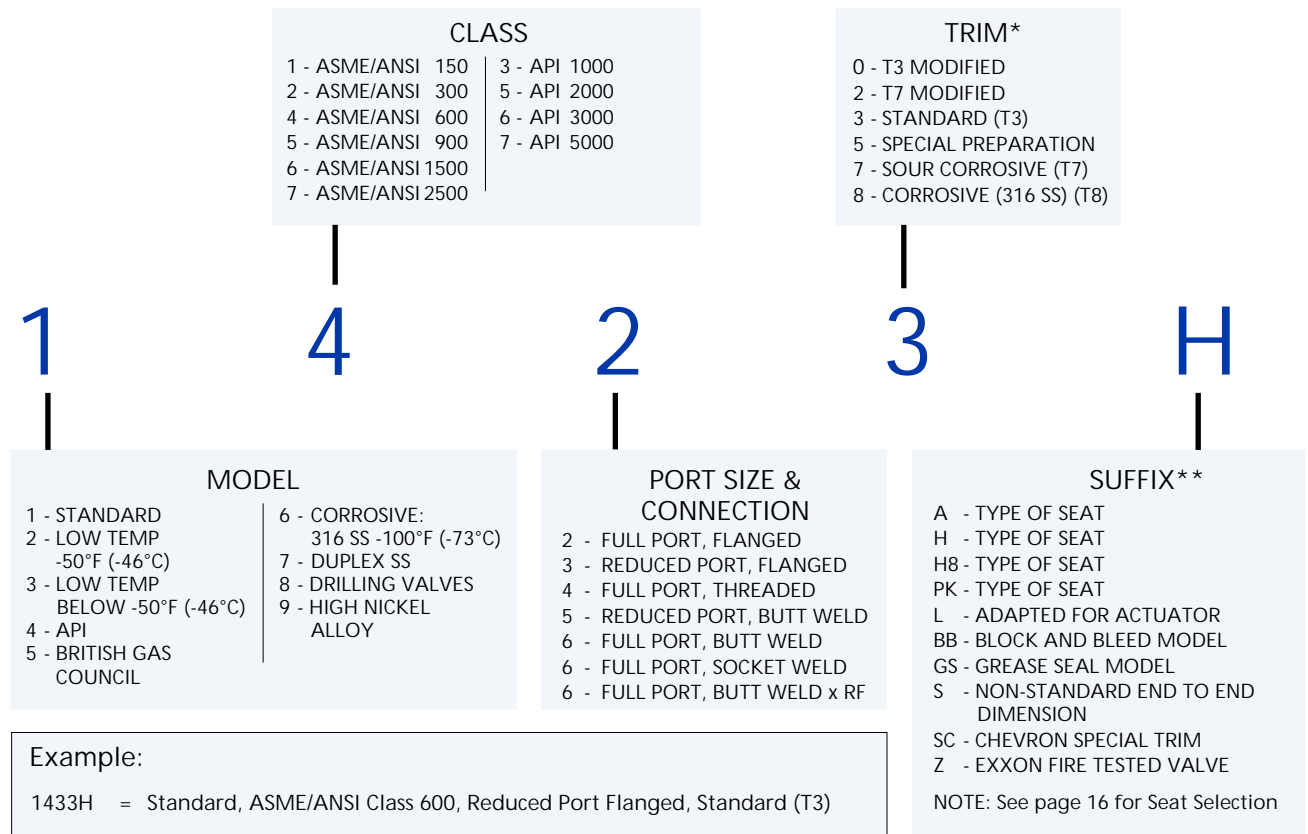 CLASS
1 - ASME/ANSI 150
2 - ASME/ANSI 300
4 - ASME/ANSI 600
5 - ASME/ANSI 900
6 - ASME/ANSI 1500
7 - ASME/ANSI 2500
3 - API 1000
5 - API 2000
6 - API 3000
7 - API 5000
TRIM*
0 - T3 MODIFIED
2 - T7 MODIFIED
3 - STANDARD (T3)
5 - SPECIAL PREPARATION
7 - SOUR CORROSIVE (T7)
8 - CORROSIVE (316 SS) (T8)
1 4 2 3 H
MODEL
1 - STANDARD
2 - LOW TEMP
-50°F (-46°C)
3 - LOW TEMP
BELOW -50°F (-46°C)
4 - API
5 - BRITISH GAS
COUNCIL
6 - CORROSIVE:
316 SS -100°F (-73°C)
7 - DUPLEX SS
8 - DRILLING VALVES
9 - HIGH NICKEL
ALLOY
PORT SIZE &
CONNECTION
2 - FULL PORT, FLANGED
3 - REDUCED PORT, FLANGED
4 - FULL PORT, THREADED
5 - REDUCED PORT, BUTT WELD
6 - FULL PORT, BUTT WELD
6 - FULL PORT, SOCKET WELD
6 - FULL PORT, BUTT WELD x RF
SUFFIX**
A - TYPE OF SEAT
H - TYPE OF SEAT
H8 - TYPE OF SEAT
PK - TYPE OF SEAT
L - ADAPTED FOR ACTUATOR
BB - BLOCK AND BLEED MODEL
GS - GREASE SEAL MODEL
S - NON-STANDARD END TO END
DIMENSION
SC - CHEVRON SPECIAL TRIM
Z - EXXON FIRE TESTED VALVE
NOTE: See page 16 for Seat Selection
Example:
1433H = Standard, ASME/ANSI Class 600, Reduced Port Flanged, Standard (T3)